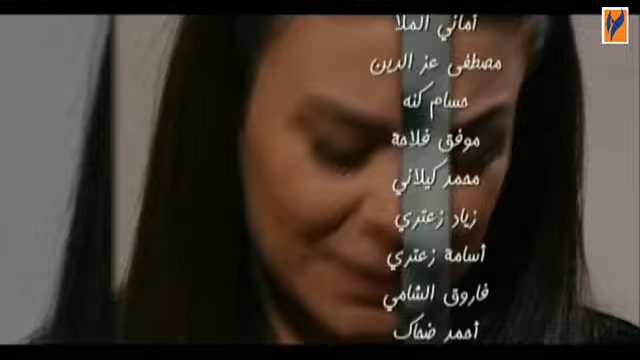 أماني الملا
مصطفى عز الدين
حسام كنه
موفق فلاحة
محمد كيلاني
زياد زعتري
أسامة زعتري
فاروق الشامي
أحمد ضحاك